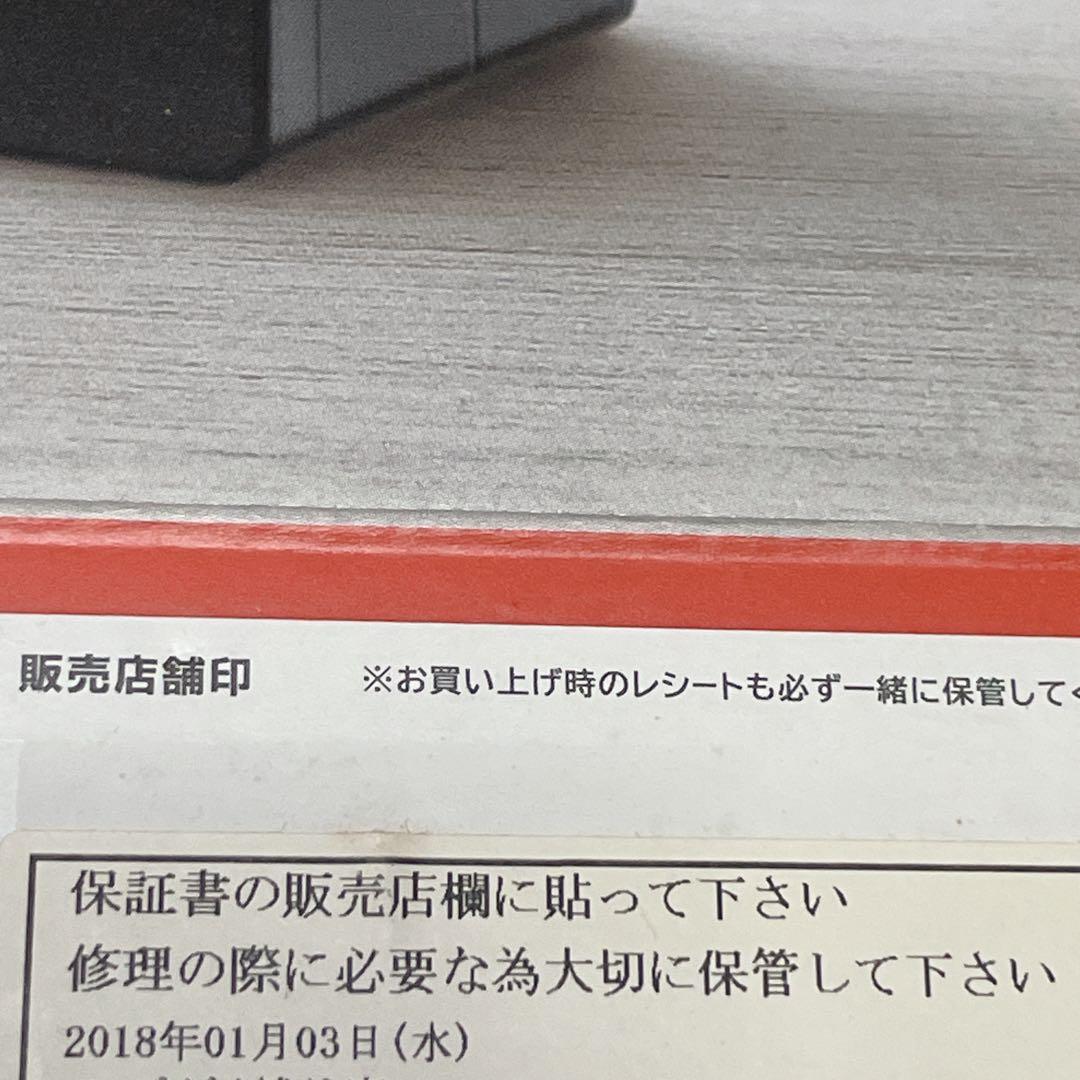 販売店舗印
※お買い上げ時のレシートも必ず一緒に保管して
保証書の販売店欄に貼って下さい
修理の際に必要な為大切に保管して下さい
2018年01月03日(水)